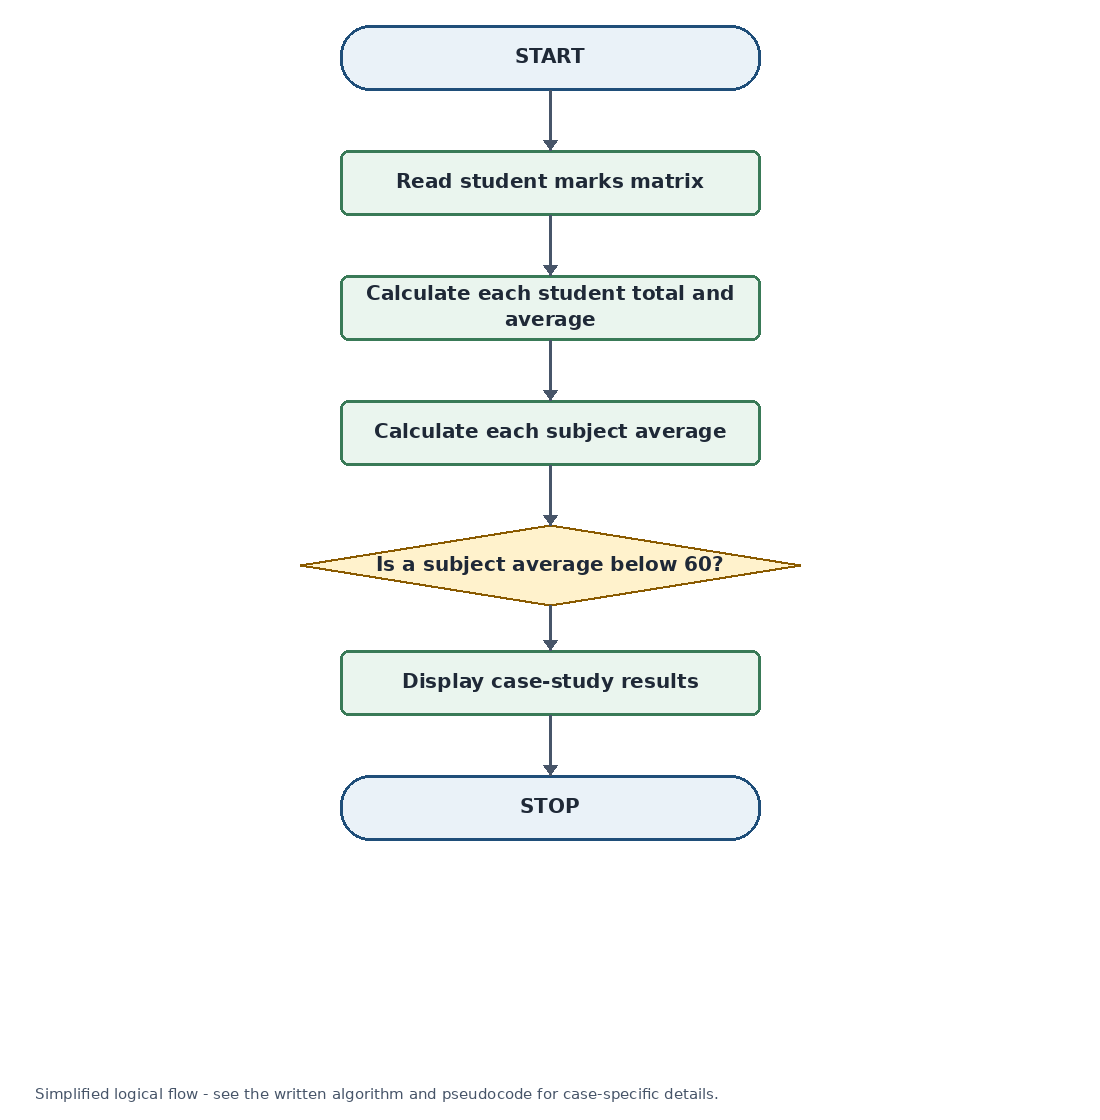 START
Read student marks matrix
Calculate each student total and
average
Calculate each subject average
Is a subject average below 60?
Display case-study results
STOP
Simplified logical flow - see the written algorithm and pseudocode for case-specific details.